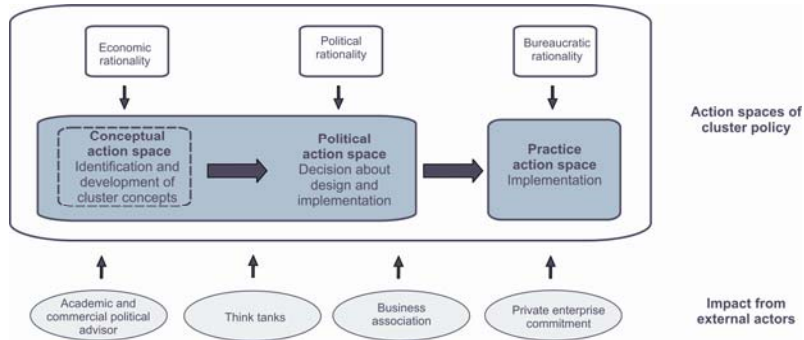 Economic
rationality
Political
rationality
Bureaucratic
rationality
Conceptual
action space
Identification and
development of
cluster concepts
Political
action space
Decision about
design and
implementation
Practice
action space
Implementation
Action spaces of
cluster policy
Academic and
commercial political
advisor
Think tanks
Business
association
Private enterprise
commitment
Impact from
external actors